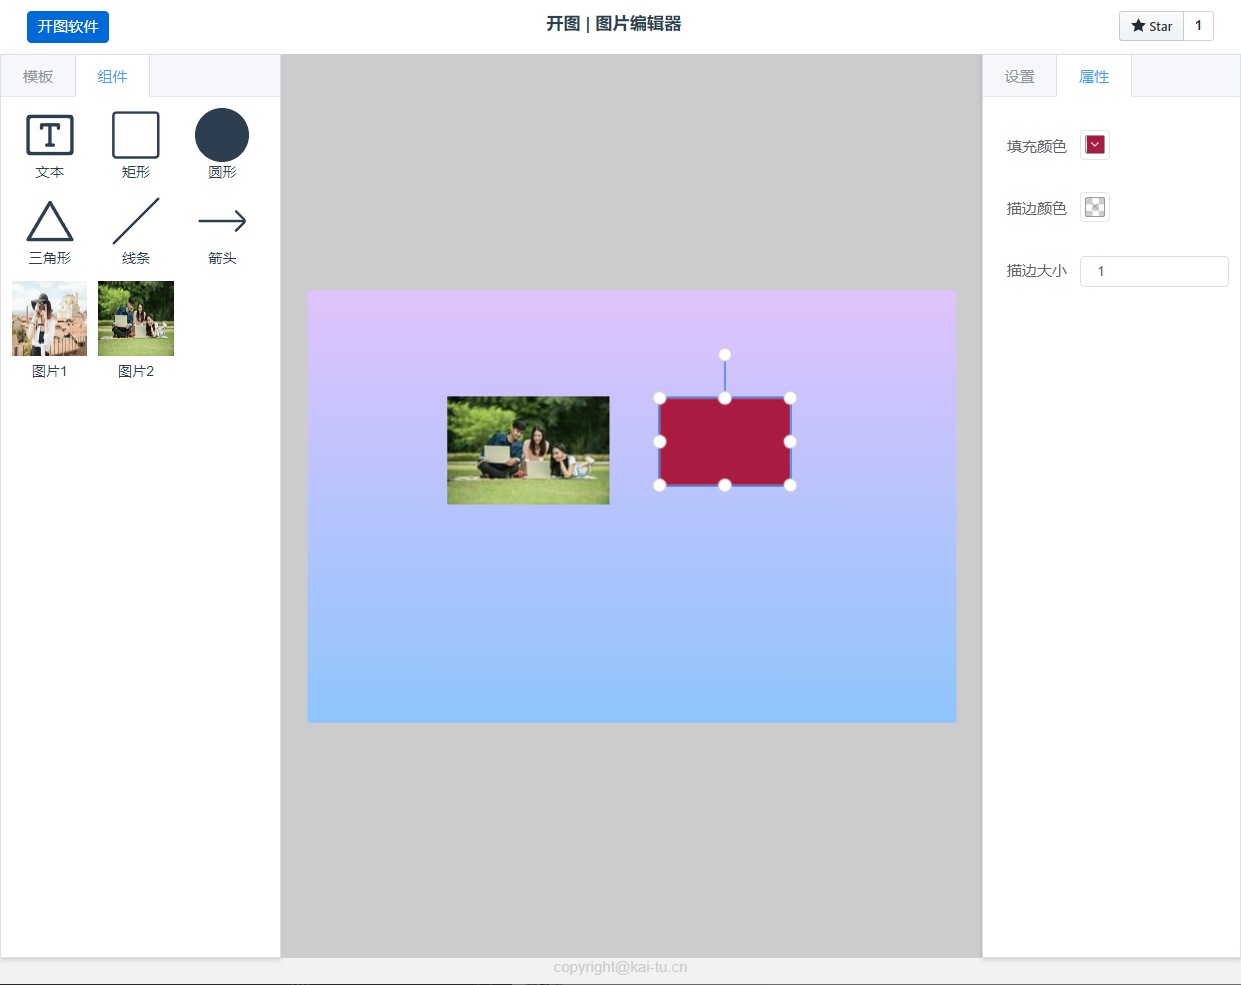 开图软件
开图 | 图片编辑器
Star 1
模板 组件
设置 属性
T
文本 矩形 圆形
三角形 线条 箭头
图片1 图片2
填充颜色
描边颜色
描边大小 1
copyright@kai-tu.cn